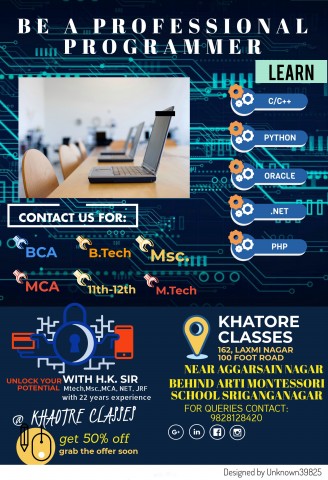 BE A PROFESSIONAL
PROGRAMMER
LEARN
C/C++
PYTHON
ORACLE
.NET
PHP
CONTACT US FOR:
BCA
B.Tech
Msc.
MCA
11th-12th
M.Tech
UNLOCK YOUR
POTENTIAL
WITH H.K. SIR
Mtech,Msc.,MCA, NET, JRF
with 22 years experience
@ KHAOTRE CLASSES
get 50% off
grab the offer soon
KHATORE
CLASSES
162, LAXMI NAGAR
100 FOOT ROAD
NEAR AGGARSAIN NAGAR
BEHIND ARTI MONTESSORI
SCHOOL SRIGANGANAGAR
FOR QUERIES CONTACT:
9828128420
Designed by Unknown39825